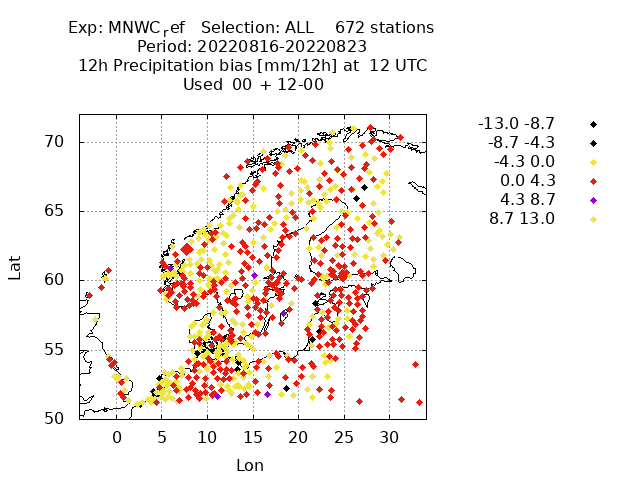 Exp: MNWC_ref   Selection: ALL    672 stations
Period: 20220816-20220823
12h Precipitation bias [mm/12h] at  12 UTC
Used  00 + 12-00
-13.0 -8.7
-8.7 -4.3
-4.3 0.0
0.0 4.3
4.3 8.7
8.7 13.0
70
65
60
55
50
Lat
0 5 10 15 20 25 30
Lon